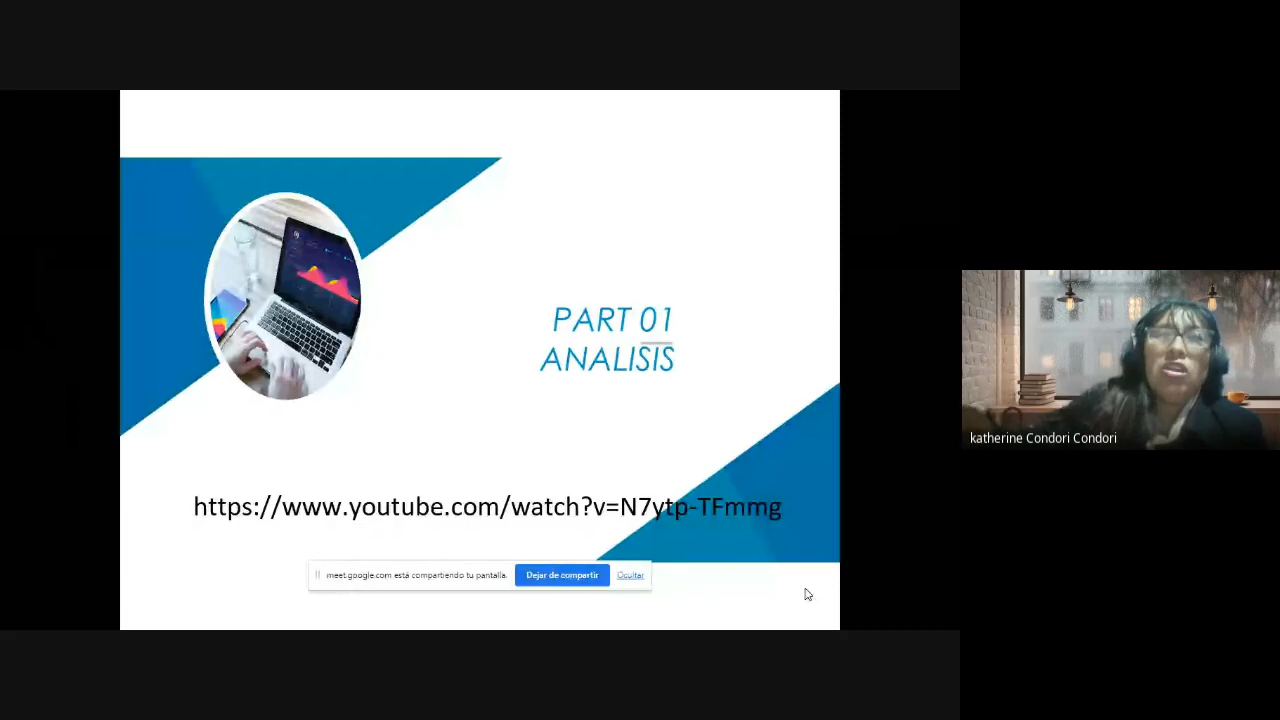 PART 01
ANALISIS
https://www.youtube.com/watch?v=N7ytp-TFmmg
meet.google.com está compartiendo tu pantalla.
Dejar de compartir
Ocultar
katherine Condori Condori